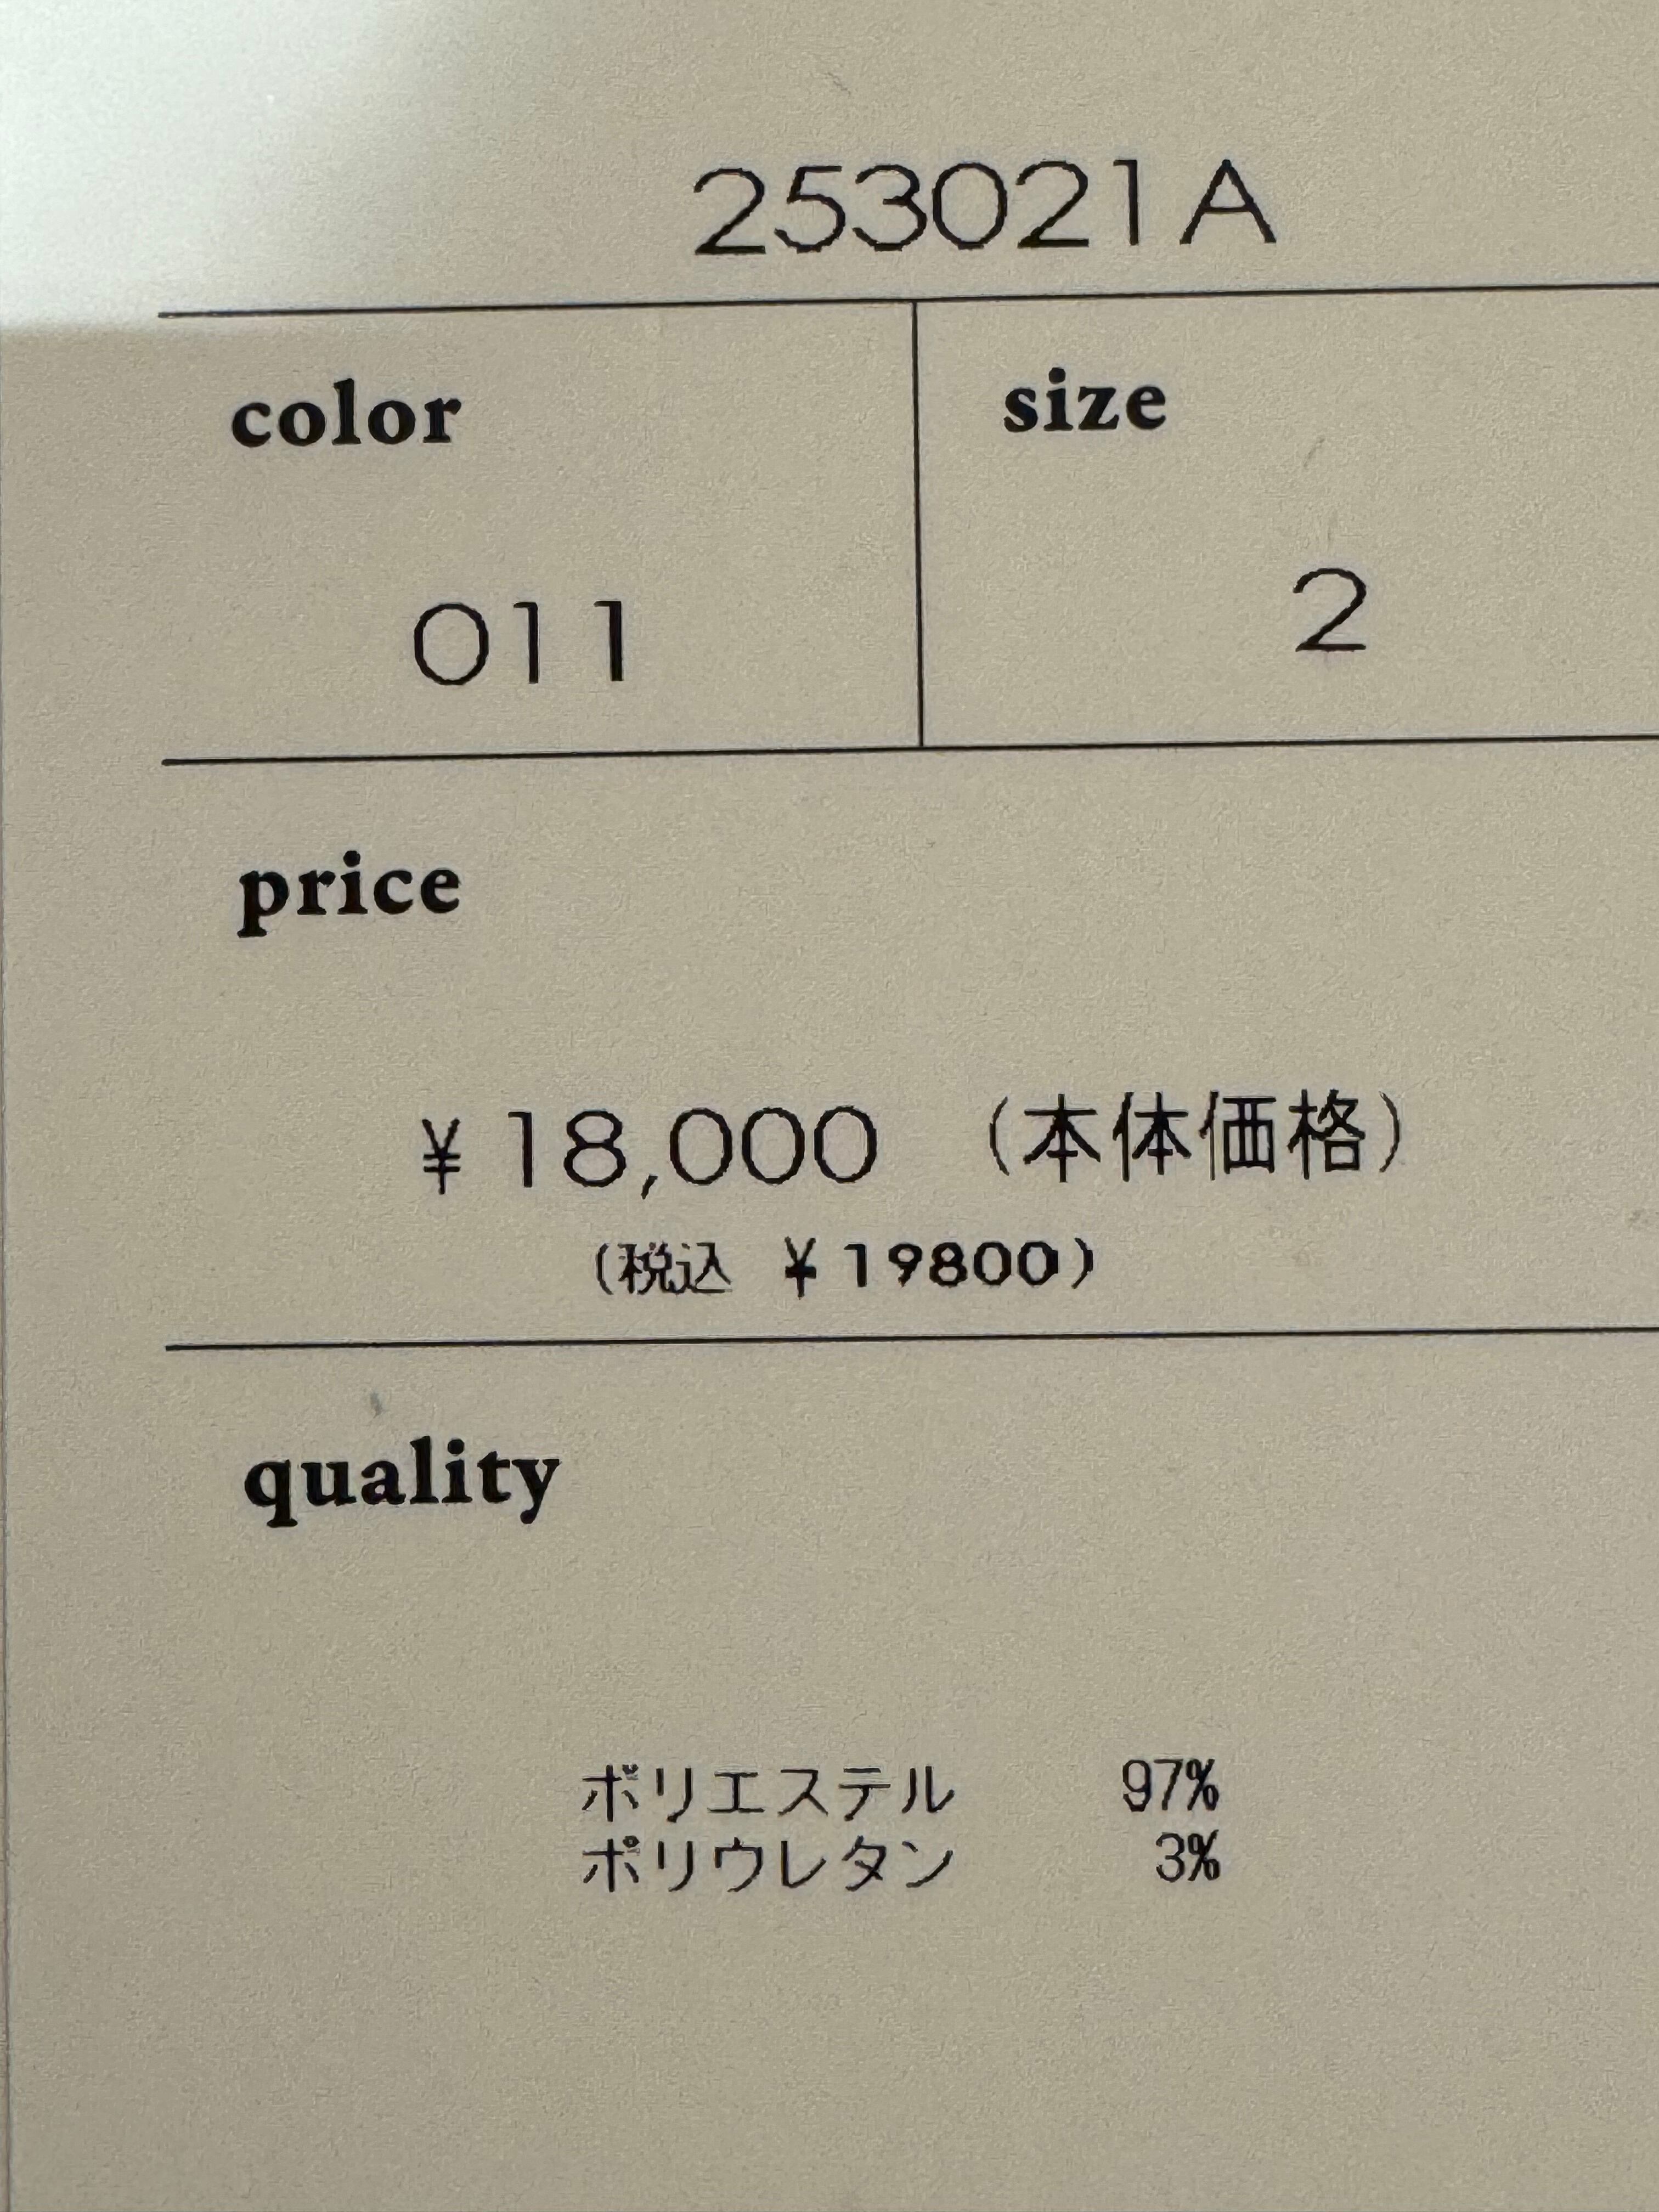 253021A
color
size
011
2
price
¥18,000 (本体価格)
(税込 ¥19800)
quality
ポリエステル 97%
ポリウレタン 3%